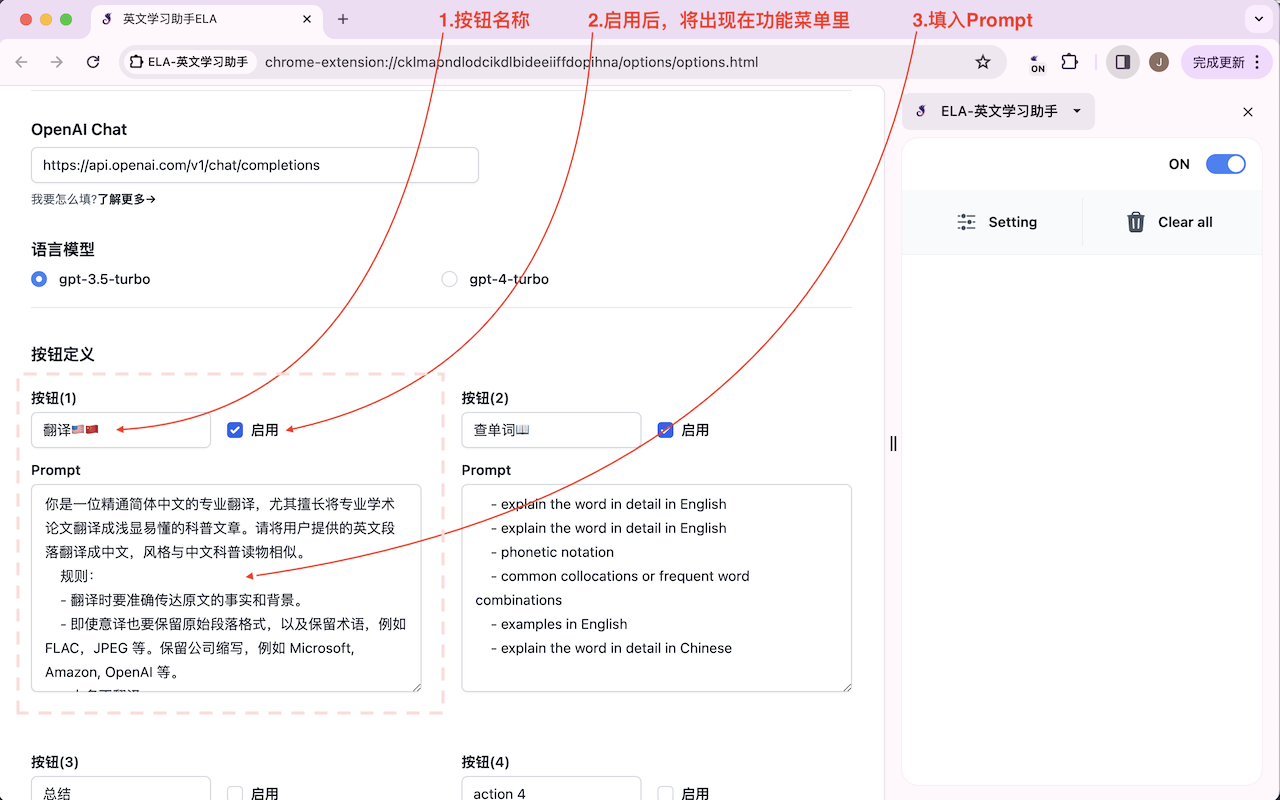 英文学习助手ELA
1.按钮名称
2.启用后，将出现在功能菜单里
3.填入Prompt
ELA-英文学习助手
chrome-extension://cklmapndlodcikdlbideeiiffdopihna/options/options.html
ON
J
完成更新
OpenAI Chat
https://api.openai.com/v1/chat/completions
我要怎么填?了解更多→
语言模型
gpt-3.5-turbo
gpt-4-turbo
按钮定义
按钮(1)
翻译🇺🇸🇨🇳
启用
Prompt
你是一位精通简体中文的专业翻译，尤其擅长将专业学术
论文翻译成浅显易懂的科普文章。请将用户提供的英文段
落翻译成中文，风格与中文科普读物相似。
规则：
- 翻译时要准确传达原文的事实和背景。
- 即使意译也要保留原始段落格式，以及保留术语，例如
FLAC，JPEG 等。保留公司缩写，例如 Microsoft,
Amazon, OpenAI 等。
按钮(2)
查单词📖
启用
Prompt
- explain the word in detail in English
- explain the word in detail in English
- phonetic notation
- common collocations or frequent word
combinations
- examples in English
- explain the word in detail in Chinese
按钮(3)
总结
启用
按钮(4)
action 4
启用
ELA-英文学习助手
ON
Setting
Clear all